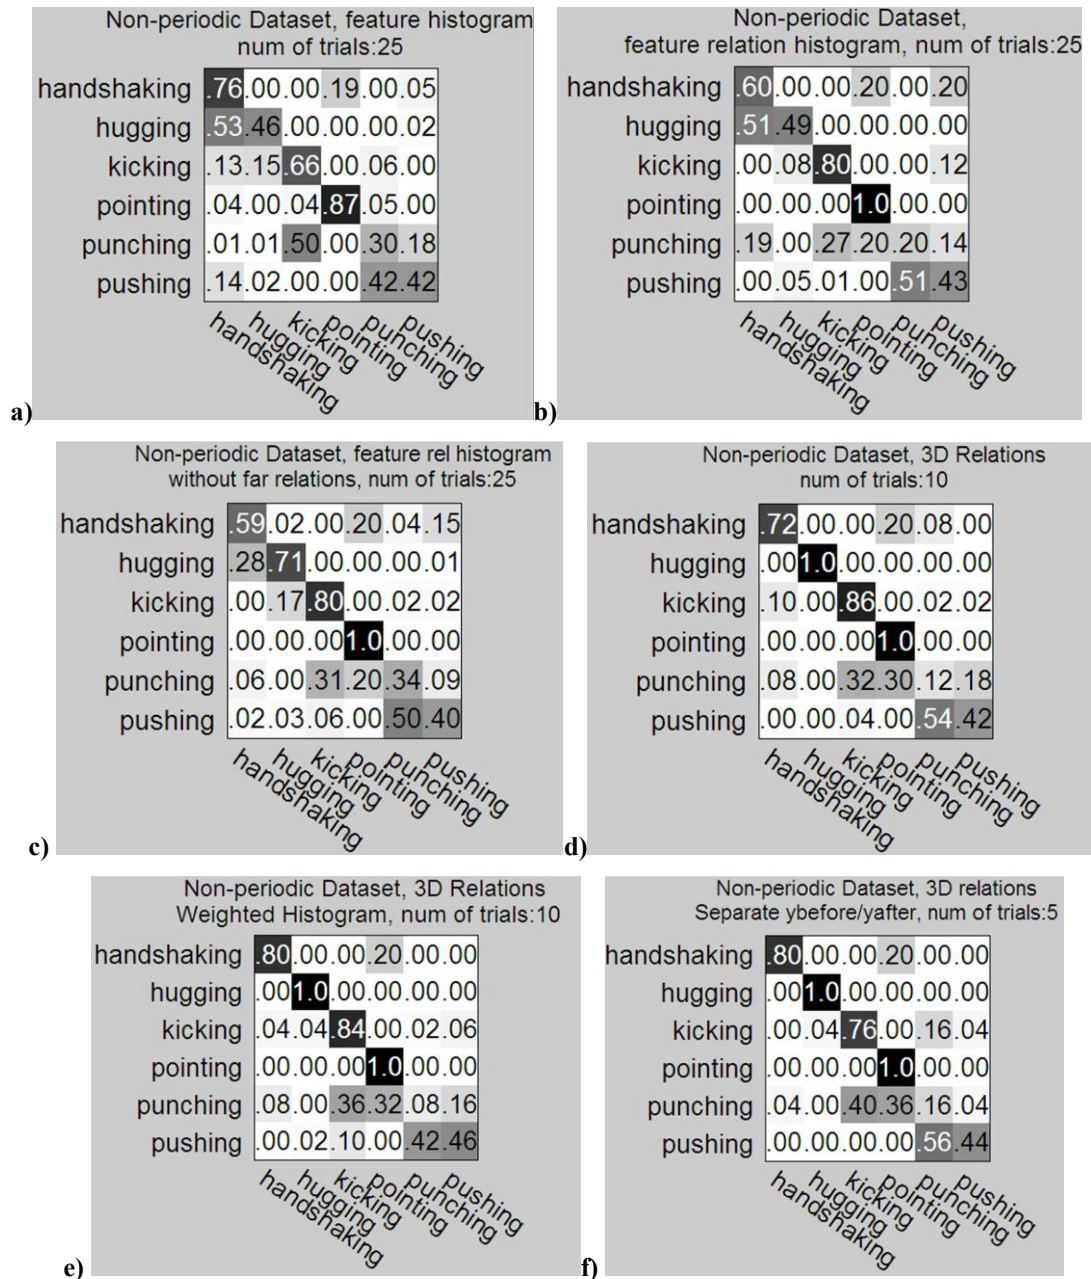 Non-periodic Dataset, feature histogram
num of trials:25
handshaking .76 .00 .00 .19 .00 .05
hugging .53 .46 .00 .00 .00 .02
kicking .13 .15 .66 .00 .06 .00
pointing .04 .00 .04 .87 .05 .00
punching .01 .01 .50 .00 .30 .18
pushing .14 .02 .00 .00 .42 .42
handshaking
hugging
kicking
pointing
punching
pushing
a)
Non-periodic Dataset,
feature relation histogram, num of trials:25
handshaking .60 .00 .00 .20 .00 .20
hugging .51 .49 .00 .00 .00 .00
kicking .00 .08 .80 .00 .00 .12
pointing .00 .00 .00 1.0 .00 .00
punching .19 .00 .27 .20 .20 .14
pushing .00 .05 .01 .00 .51 .43
handshaking
hugging
kicking
pointing
punching
pushing
b)
Non-periodic Dataset, feature rel histogram
without far relations, num of trials:25
handshaking .59 .02 .00 .20 .04 .15
hugging .28 .71 .00 .00 .00 .01
kicking .00 .17 .80 .00 .02 .02
pointing .00 .00 .00 1.0 .00 .00
punching .06 .00 .31 .20 .34 .09
pushing .02 .03 .06 .00 .50 .40
handshaking
hugging
kicking
pointing
punching
pushing
c)
Non-periodic Dataset, 3D Relations
num of trials:10
handshaking .72 .00 .00 .20 .08 .00
hugging .00 1.0 .00 .00 .00 .00
kicking .10 .00 .86 .00 .02 .02
pointing .00 .00 .00 1.0 .00 .00
punching .08 .00 .32 .30 .12 .18
pushing .00 .00 .04 .00 .54 .42
handshaking
hugging
kicking
pointing
punching
pushing
d)
Non-periodic Dataset, 3D Relations
Weighted Histogram, num of trials:10
handshaking .80 .00 .00 .20 .00 .00
hugging .00 1.0 .00 .00 .00 .00
kicking .04 .04 .84 .00 .02 .06
pointing .00 .00 .00 1.0 .00 .00
punching .08 .00 .36 .32 .08 .16
pushing .00 .02 .10 .00 .42 .46
handshaking
hugging
kicking
pointing
punching
pushing
e)
Non-periodic Dataset, 3D relations
Separate ybefore/yafter, num of trials:5
handshaking .80 .00 .00 .20 .00 .00
hugging .00 1.0 .00 .00 .00 .00
kicking .00 .04 .76 .00 .16 .04
pointing .00 .00 .00 1.0 .00 .00
punching .04 .00 .40 .36 .16 .04
pushing .00 .00 .00 .00 .56 .44
handshaking
hugging
kicking
pointing
punching
pushing
f)